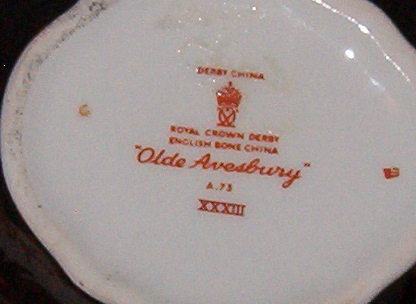 DERBY CHINA
ROYAL CROWN DERBY
ENGLISH BONE CHINA
"Olde Avesbury"
A.73
XXXIII